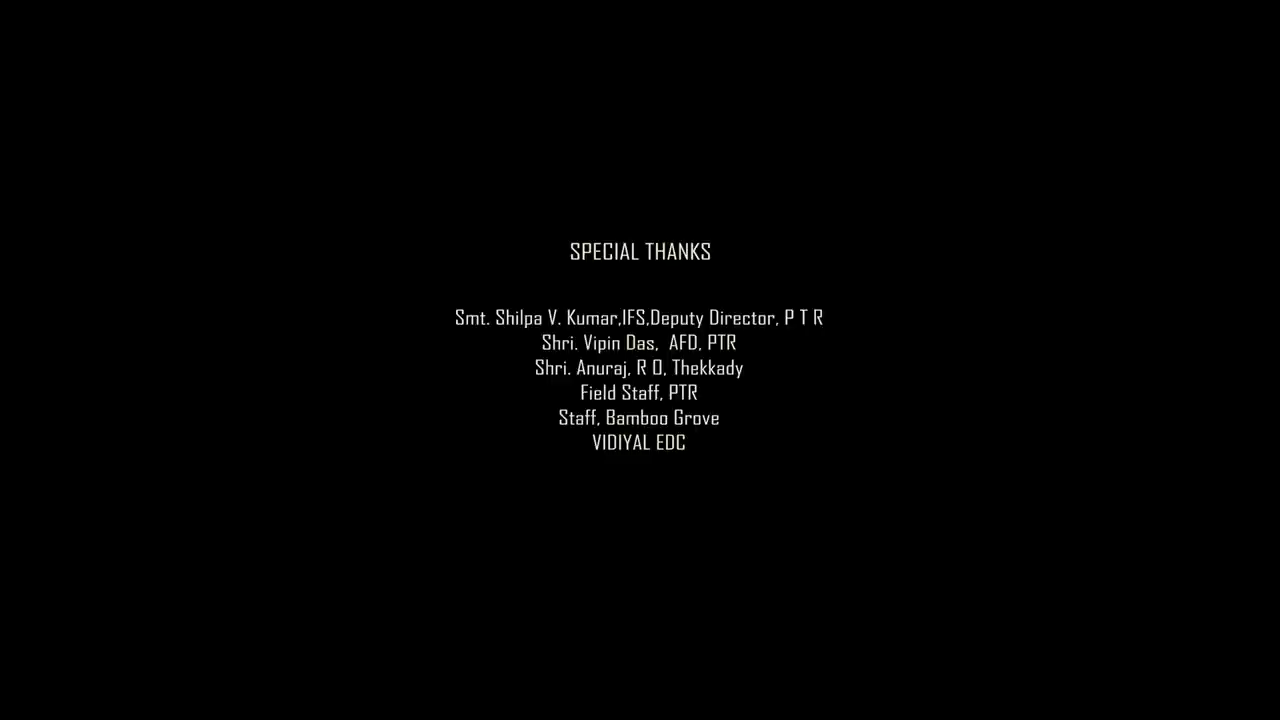 SPECIAL THANKS
Smt. Shilpa V. Kumar,IFS,Deputy Director, P T R
Shri. Vipin Das,  AFD, PTR
Shri. Anuraj, R O, Thekkady
Field Staff, PTR
Staff, Bamboo Grove
VIDIYAL EDC